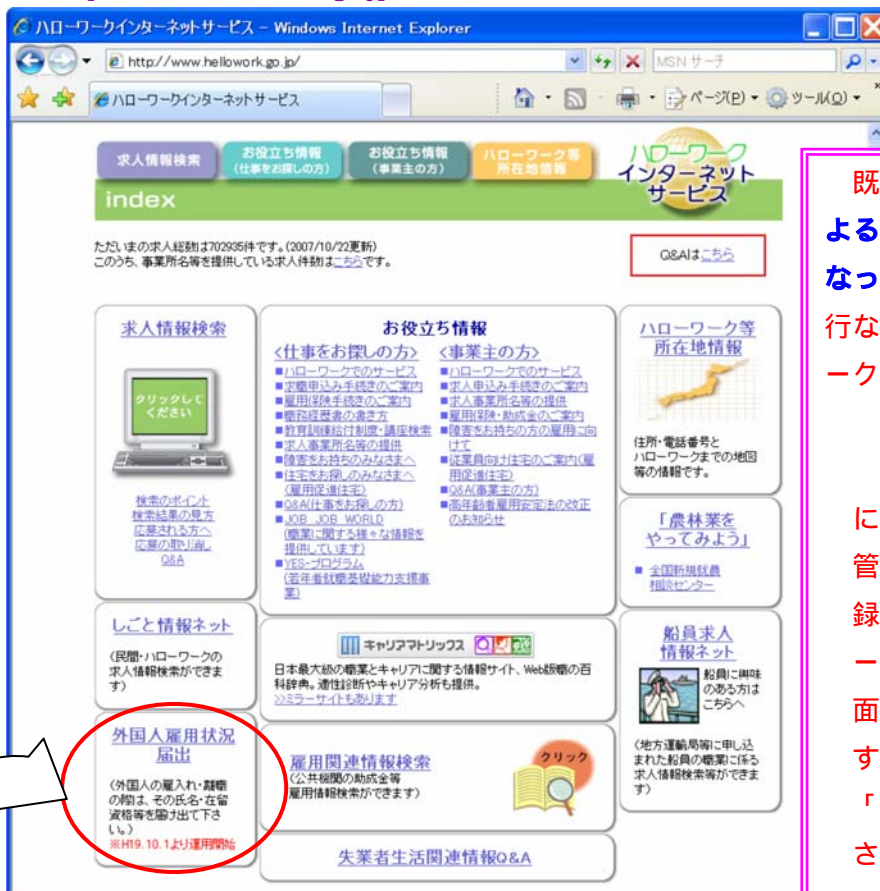 ハローワークインターネットサービス - Windows Internet Explorer
http://www.hellowork.go.jp/
MSN サーチ
ハローワークインターネットサービス
ページ(P)
ツール(O)
求人情報検索
お役立ち情報
(仕事をお探しの方)
お役立ち情報
(事業主の方)
ハローワーク等
所在地情報
ハローワーク
インターネット
サービス
index
ただいまの求人総数は702935件です。(2007/10/22更新)
このうち、事業所名等を提供している求人件数はこちらです。
Q&Aはこちら
求人情報検索
クリックして
ください
検索のポイント
検索結果の見方
応募される方へ
応募の取り消し
Q&A
お役立ち情報
<仕事をお探しの方>
■ハローワークでのサービス
■求職申込み手続きのご案内
■雇用保険手続きのご案内
■職務経歴書の書き方
■教育訓練給付制度・講座検索
■求人事業所名等の提供
■障害をお持ちのみなさまへ
■住宅をお探しのみなさまへ
(雇用促進住宅)
■Q&A(仕事をお探しの方)
■JOB JOB WORLD
(職業に関する様々な情報を
提供しています)
■YES-プログラム
(若年者就職基礎能力支援事
業)
<事業主の方>
■ハローワークでのサービス
■求人申込み手続きのご案内
■求人事業所名等の提供
■雇用保険・助成金のご案内
■障害をお持ちの方の雇用に向
けて
■従業員向け住宅のご案内(雇
用促進住宅)
■Q&A(事業主の方)
■高年齢者雇用安定法の改正
のお知らせ
ハローワーク等
所在地情報
住所・電話番号と
ハローワークまでの地図
等の情報です。
「農林業を
やってみよう」
■ 全国新規就農
相談センター
しごと情報ネット
(民間・ハローワークの
求人情報検索ができま
す)
キャリアマトリックス
日本最大級の職業とキャリアに関する情報サイト、Web版職の百
科辞典。適性診断やキャリア分析も提供。
>>ミラーサイトもあります
船員求人
情報ネット
船員に興味
のある方は
こちらへ
(地方運輸局等に申し込
まれた船員の職業に係る
求人情報検索等ができま
す)
外国人雇用状況
届出
(外国人の雇入れ・離職
の際は、その氏名・在留
資格等を届け出て下さ
い。)
※H19.10.1より運用開始
雇用関連情報検索
(公共機関の助成金等
雇用情報検索ができます)
クリック
失業者生活関連情報Q&A
既
よる
なっ
行な
ーク
に
管
録
ー
面
す
「
さ